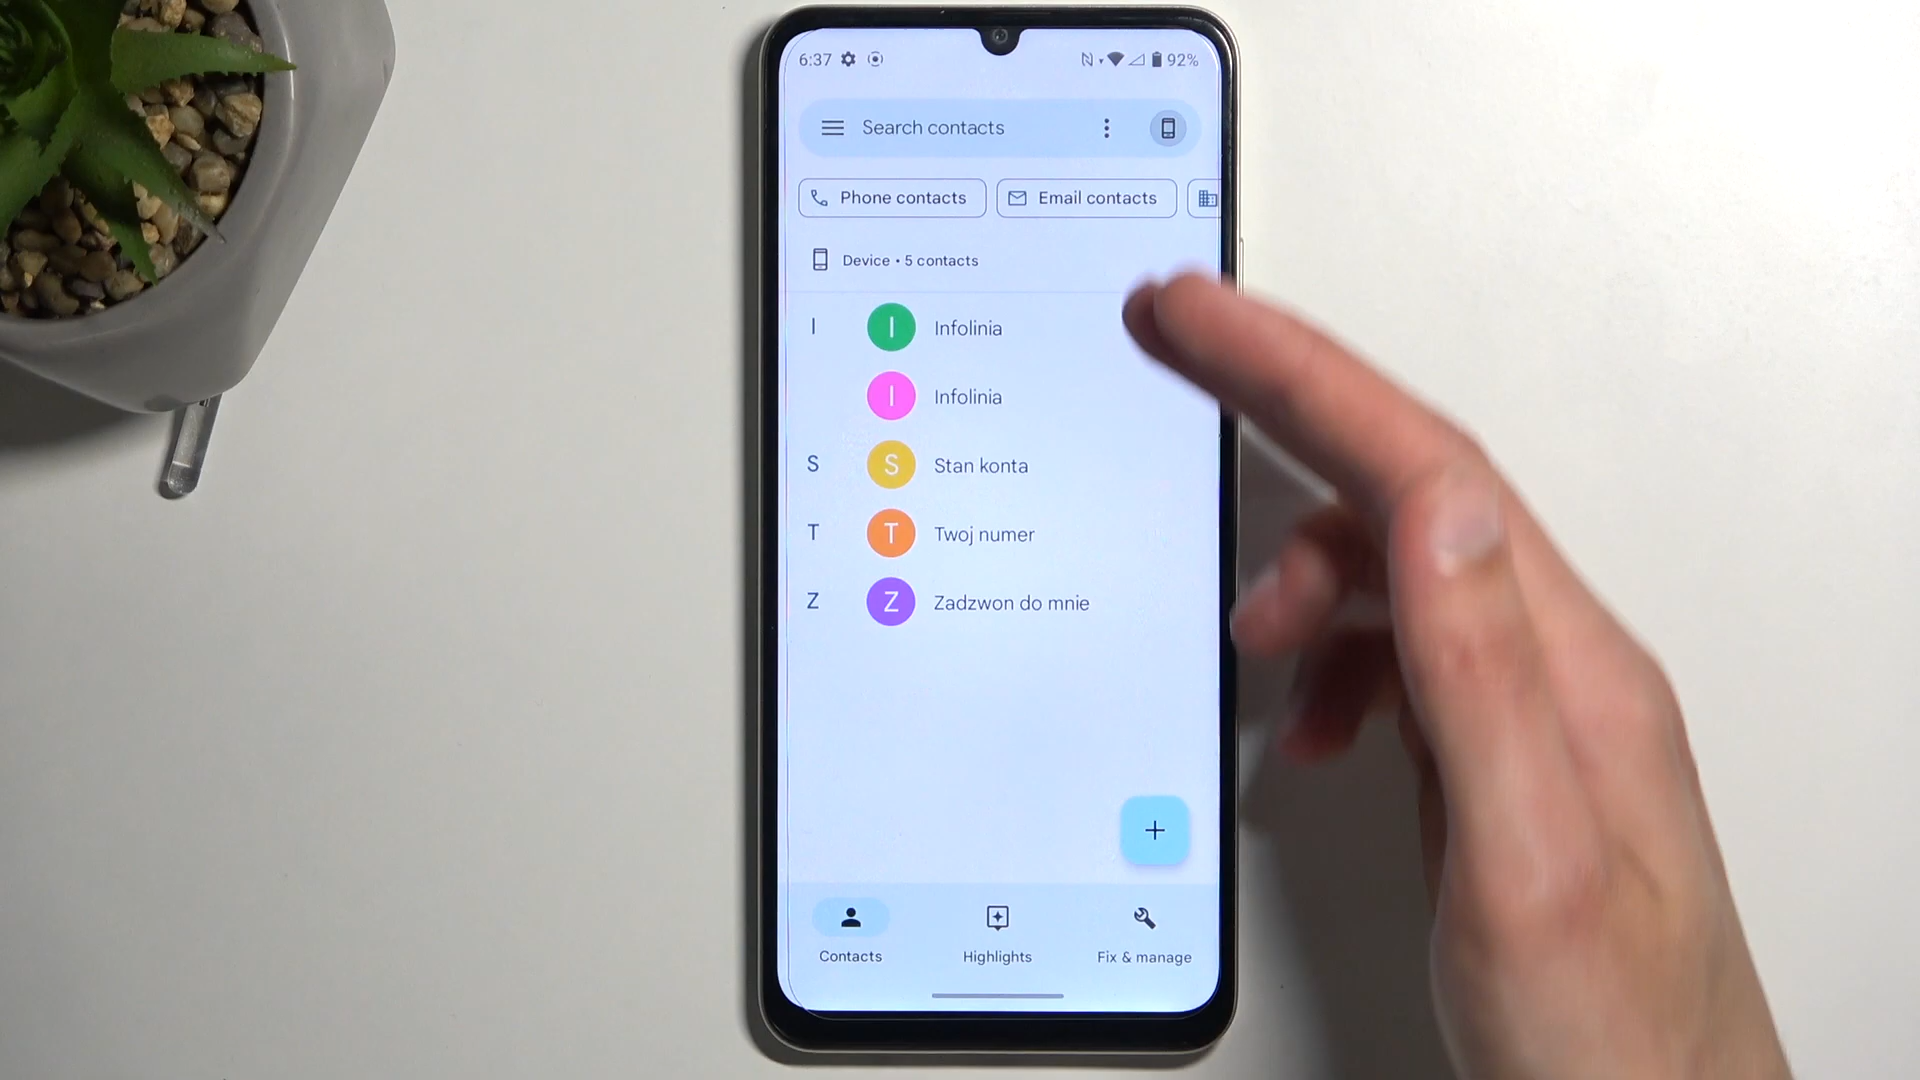 6:37 92%
Search contacts
Phone contacts Email contacts
Device • 5 contacts
I I Infolinia
I Infolinia
S S Stan konta
T T Twoj numer
Z Z Zadzwon do mnie
+
Contacts Highlights Fix & manage